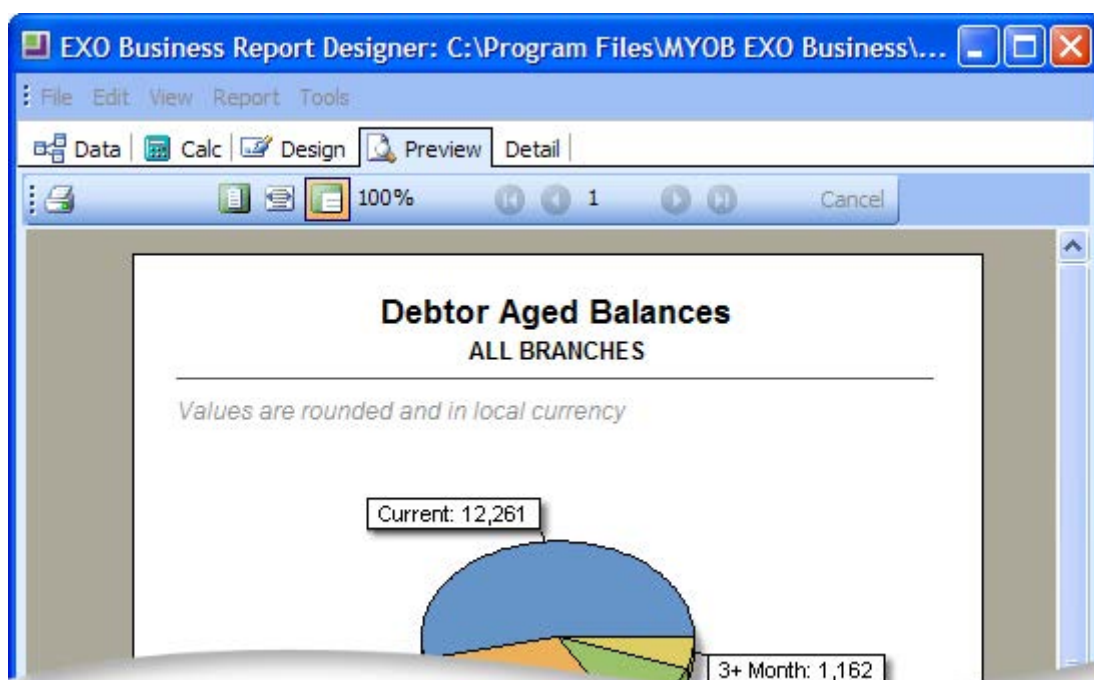 EXO Business Report Designer: C:\Program Files\MYOB EXO Business\...
File Edit View Report Tools
Data Calc Design Preview Detail
100% 1 Cancel
Debtor Aged Balances
ALL BRANCHES
Values are rounded and in local currency
Current: 12,261
3+ Month: 1,162